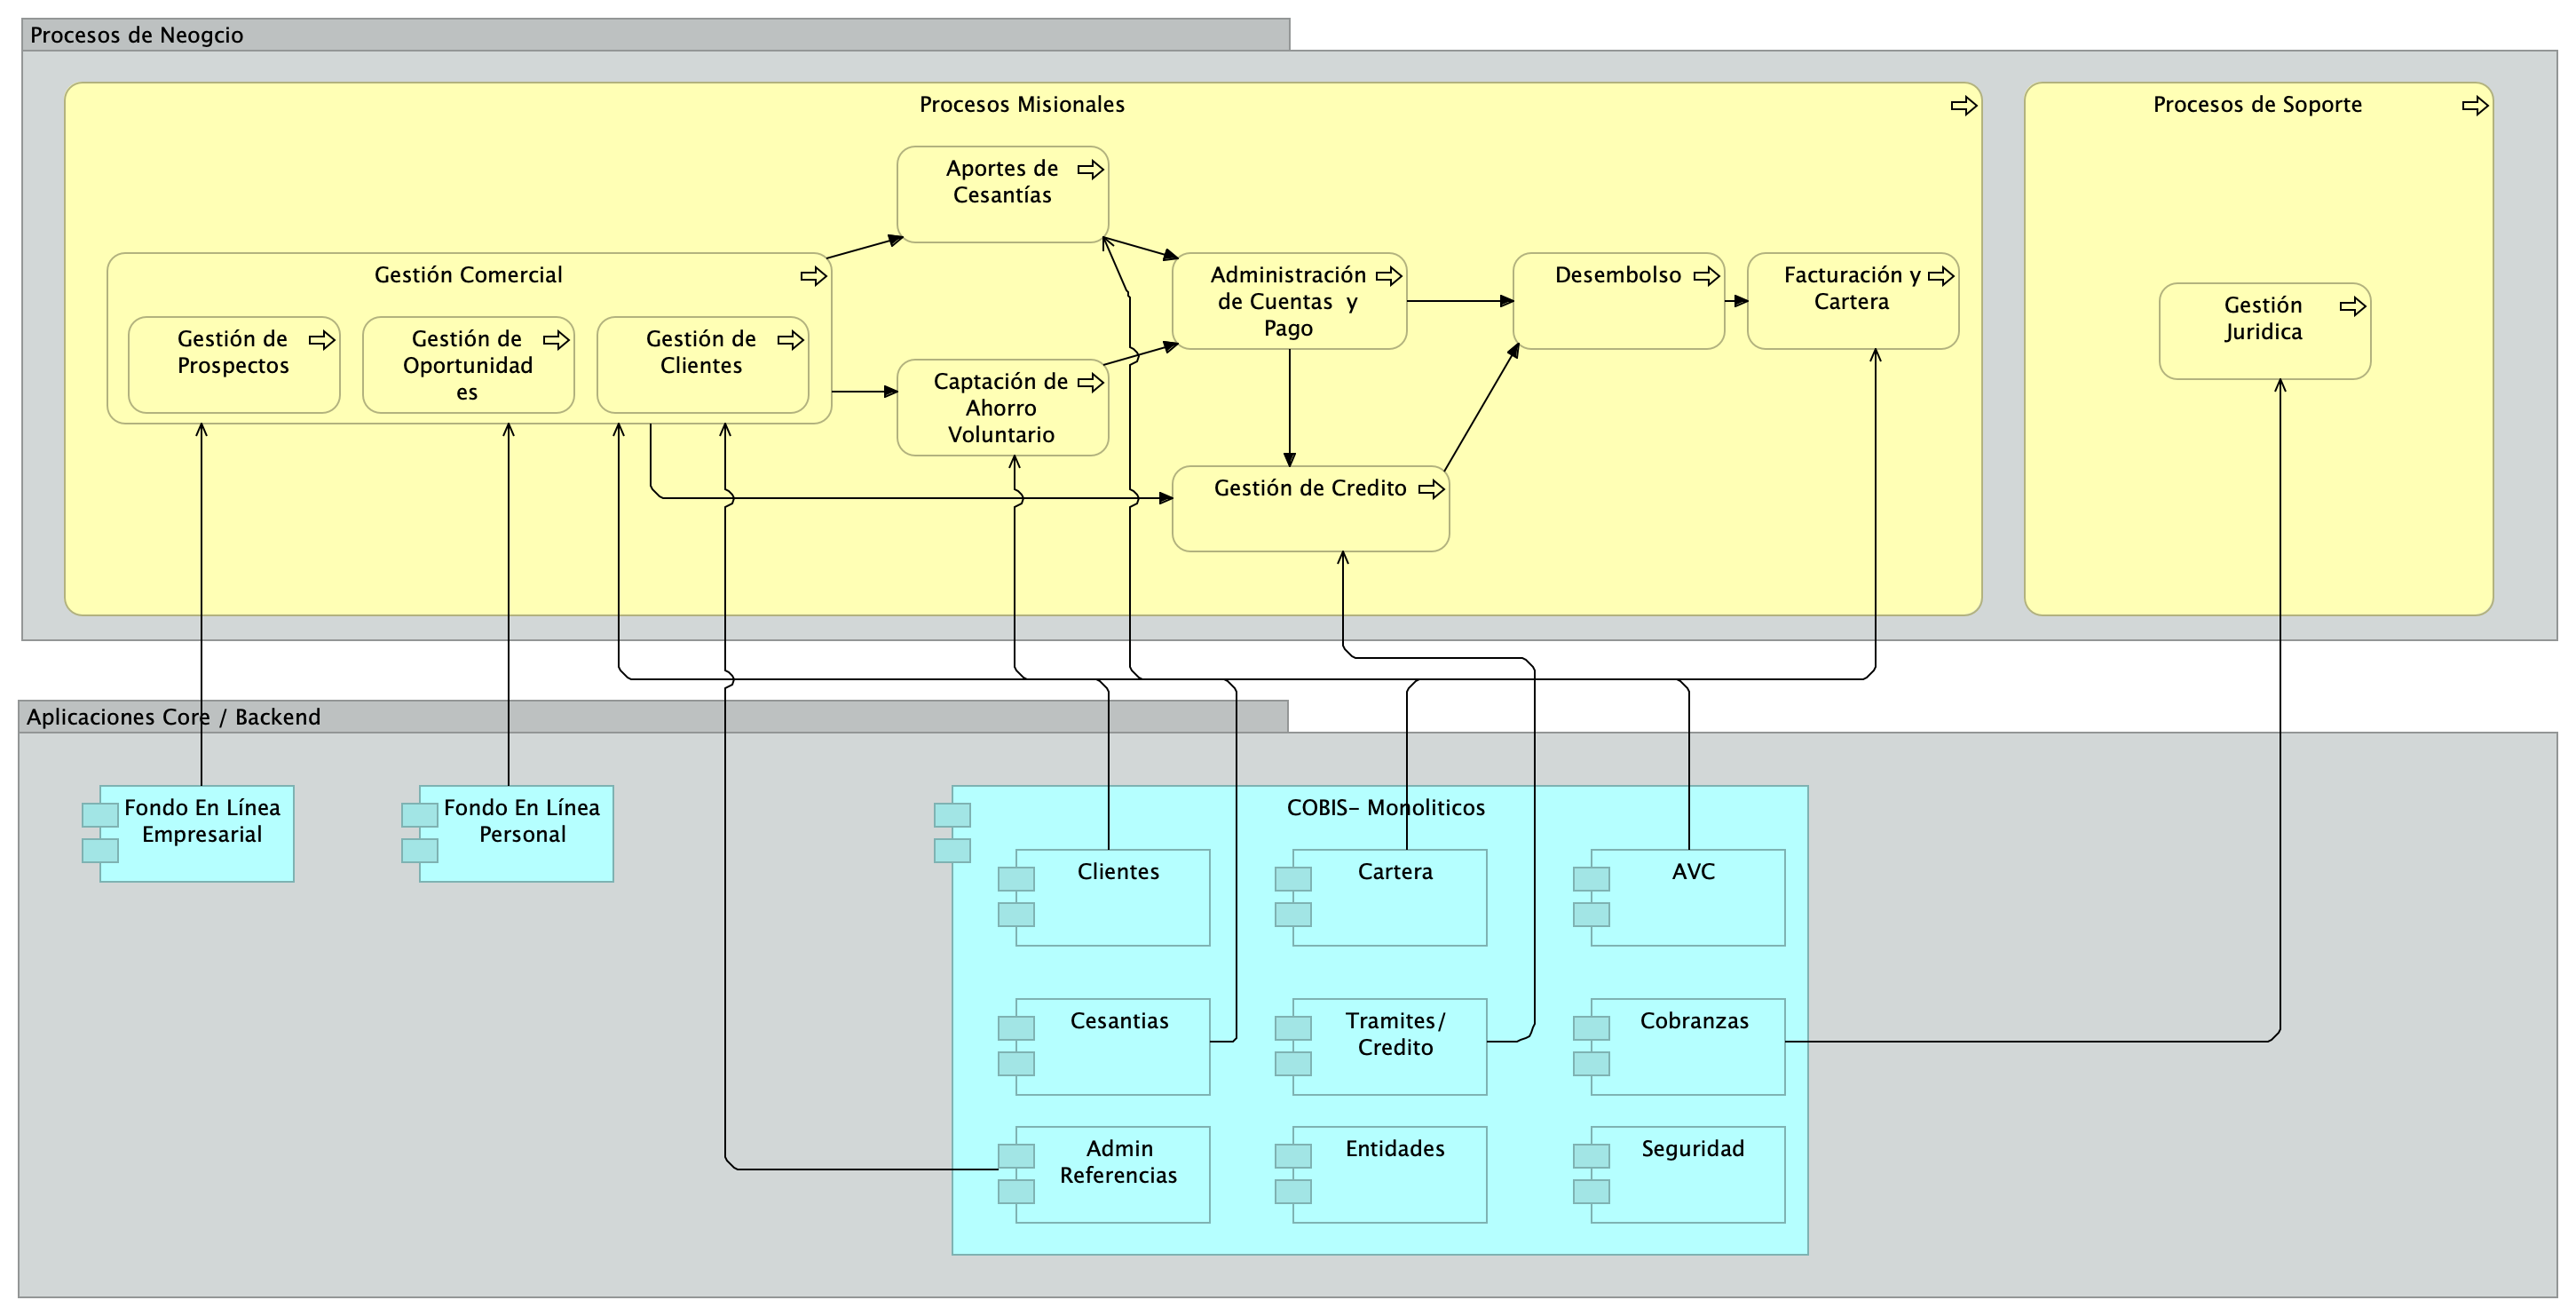 Procesos de Neogcio
Procesos Misionales
Procesos de Soporte
Aportes de
Cesantías
Gestión Comercial
Gestión de
Prospectos
Gestión de
Oportunidad
es
Gestión de
Clientes
Captación de
Ahorro
Voluntario
Administración
de Cuentas  y
Pago
Desembolso
Facturación y
Cartera
Gestión de Credito
Gestión
Juridica
Aplicaciones Core / Backend
Fondo En Línea
Empresarial
Fondo En Línea
Personal
COBIS- Monoliticos
Clientes
Cartera
AVC
Cesantias
Tramites/
Credito
Cobranzas
Admin
Referencias
Entidades
Seguridad